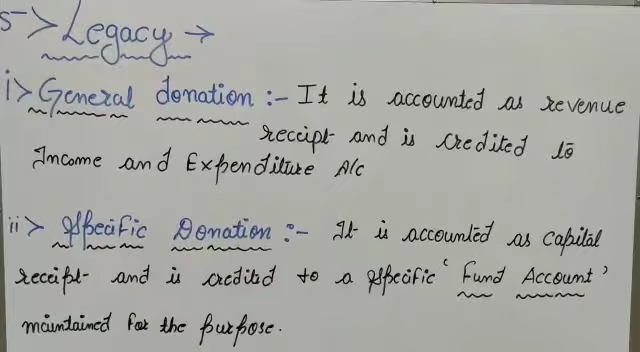 5-> Legacy →
i> General donation :- It is accounted as revenue
receipt and is credited to
Income and Expenditure A/c
ii> Specific Donation :- It is accounted as capital
receipt and is credited to a specific 'Fund Account'
maintained for the purpose.